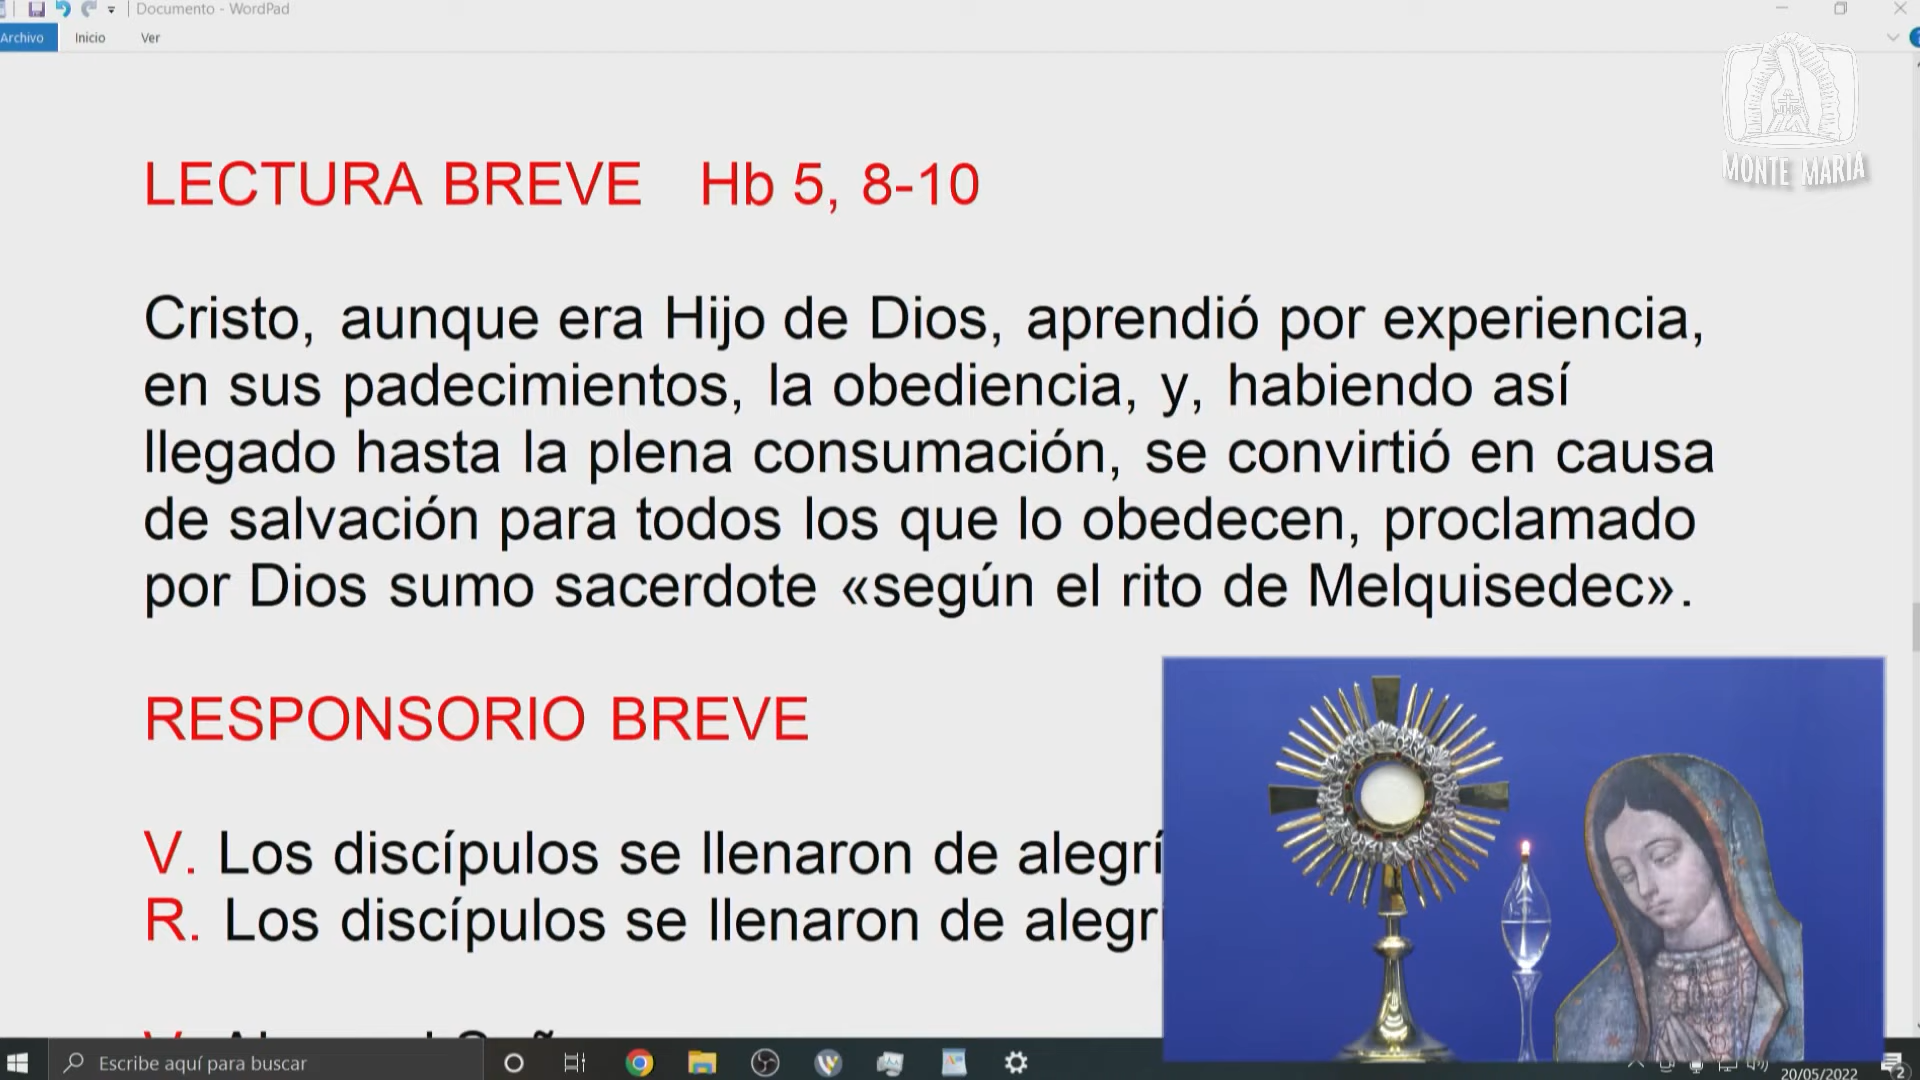 Documento - WordPad
Archivo Inicio Ver
MONTE MARIA
LECTURA BREVE Hb 5, 8-10
Cristo, aunque era Hijo de Dios, aprendió por experiencia,
en sus padecimientos, la obediencia, y, habiendo así
llegado hasta la plena consumación, se convirtió en causa
de salvación para todos los que lo obedecen, proclamado
por Dios sumo sacerdote «según el rito de Melquisedec».
RESPONSORIO BREVE
V. Los discípulos se llenaron de alegrí
R. Los discípulos se llenaron de alegrí
Escribe aquí para buscar
20/05/2022
2